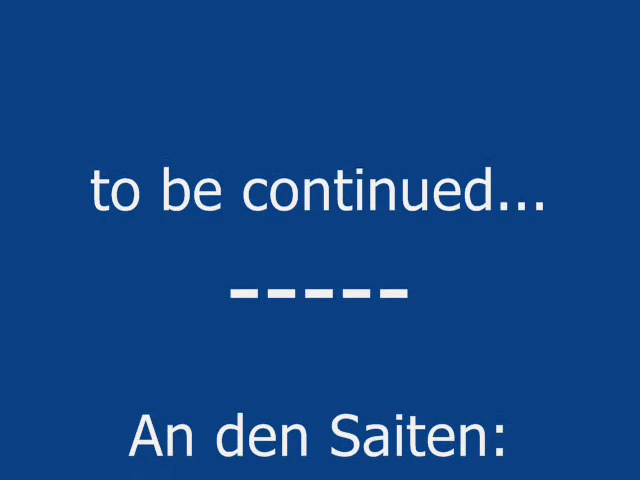 to be continued...
-----
An den Saiten: